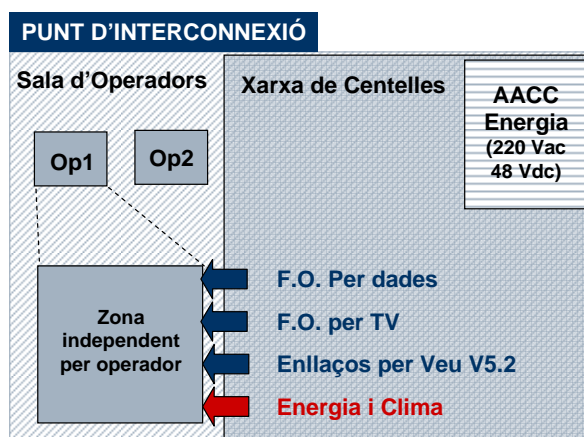 PUNT D'INTERCONNEXIÓ
Sala d'Operadors
Xarxa de Centelles
AACC
Energia
(220 Vac
48 Vdc)
Op1
Op2
Zona
independent
per operador
F.O. Per dades
F.O. per TV
Enllaços per Veu V5.2
Energia i Clima